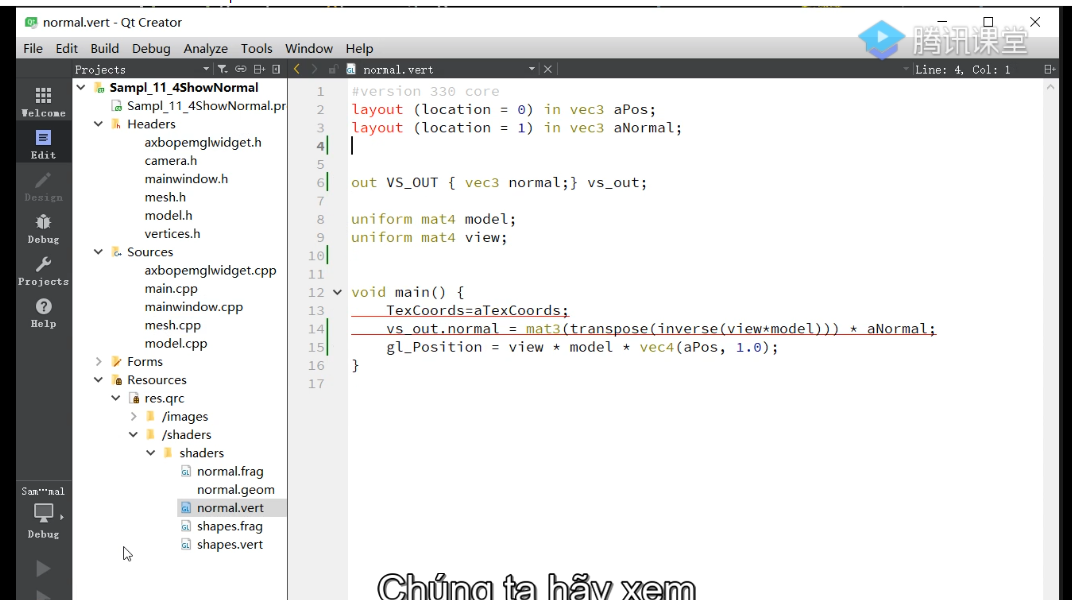 normal.vert - Qt Creator
腾讯课堂
File Edit Build Debug Analyze Tools Window Help
Projects
normal.vert
Line: 4, Col: 1
Welcome
Edit
Design
Debug
Projects
Help
Sam···mal
Debug
Sampl_11_4ShowNormal
Sampl_11_4ShowNormal.pr
Headers
axbopemglwidget.h
camera.h
mainwindow.h
mesh.h
model.h
vertices.h
Sources
axbopemglwidget.cpp
main.cpp
mainwindow.cpp
mesh.cpp
model.cpp
Forms
Resources
res.qrc
/images
/shaders
shaders
normal.frag
normal.geom
normal.vert
shapes.frag
shapes.vert
1 #version 330 core
2 layout (location = 0) in vec3 aPos;
3 layout (location = 1) in vec3 aNormal;
4
5
6 out VS_OUT { vec3 normal;} vs_out;
7
8 uniform mat4 model;
9 uniform mat4 view;
10
11
12 void main() {
13 TexCoords=aTexCoords;
14 vs_out.normal = mat3(transpose(inverse(view*model))) * aNormal;
15 gl_Position = view * model * vec4(aPos, 1.0);
16 }
17
Chúng ta hãy xem